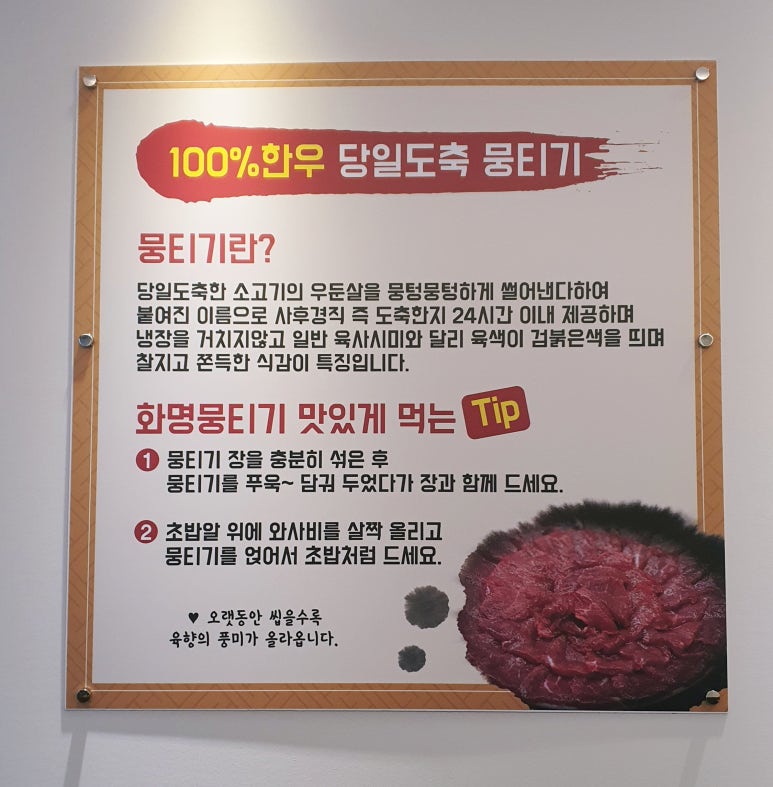 100%한우 당일도축 뭉티기
뭉티기란?
당일도축한 소고기의 우둔살을 뭉텅뭉텅하게 썰어낸다하여
붙여진 이름으로 사후경직 즉 도축한지 24시간 이내 제공하며
냉장을 거치지않고 일반 육사시미와 달리 육색이 검붉은색을 띄며
찰지고 쫀득한 식감이 특징입니다.
화명뭉티기 맛있게 먹는 Tip
1 뭉티기 장을 충분히 섞은 후
뭉티기를 푸욱~ 담궈 두었다가 장과 함께 드세요.
2 초밥알 위에 와사비를 살짝 올리고
뭉티기를 얹어서 초밥처럼 드세요.
♥ 오랫동안 씹을수록
육향의 풍미가 올라옵니다.